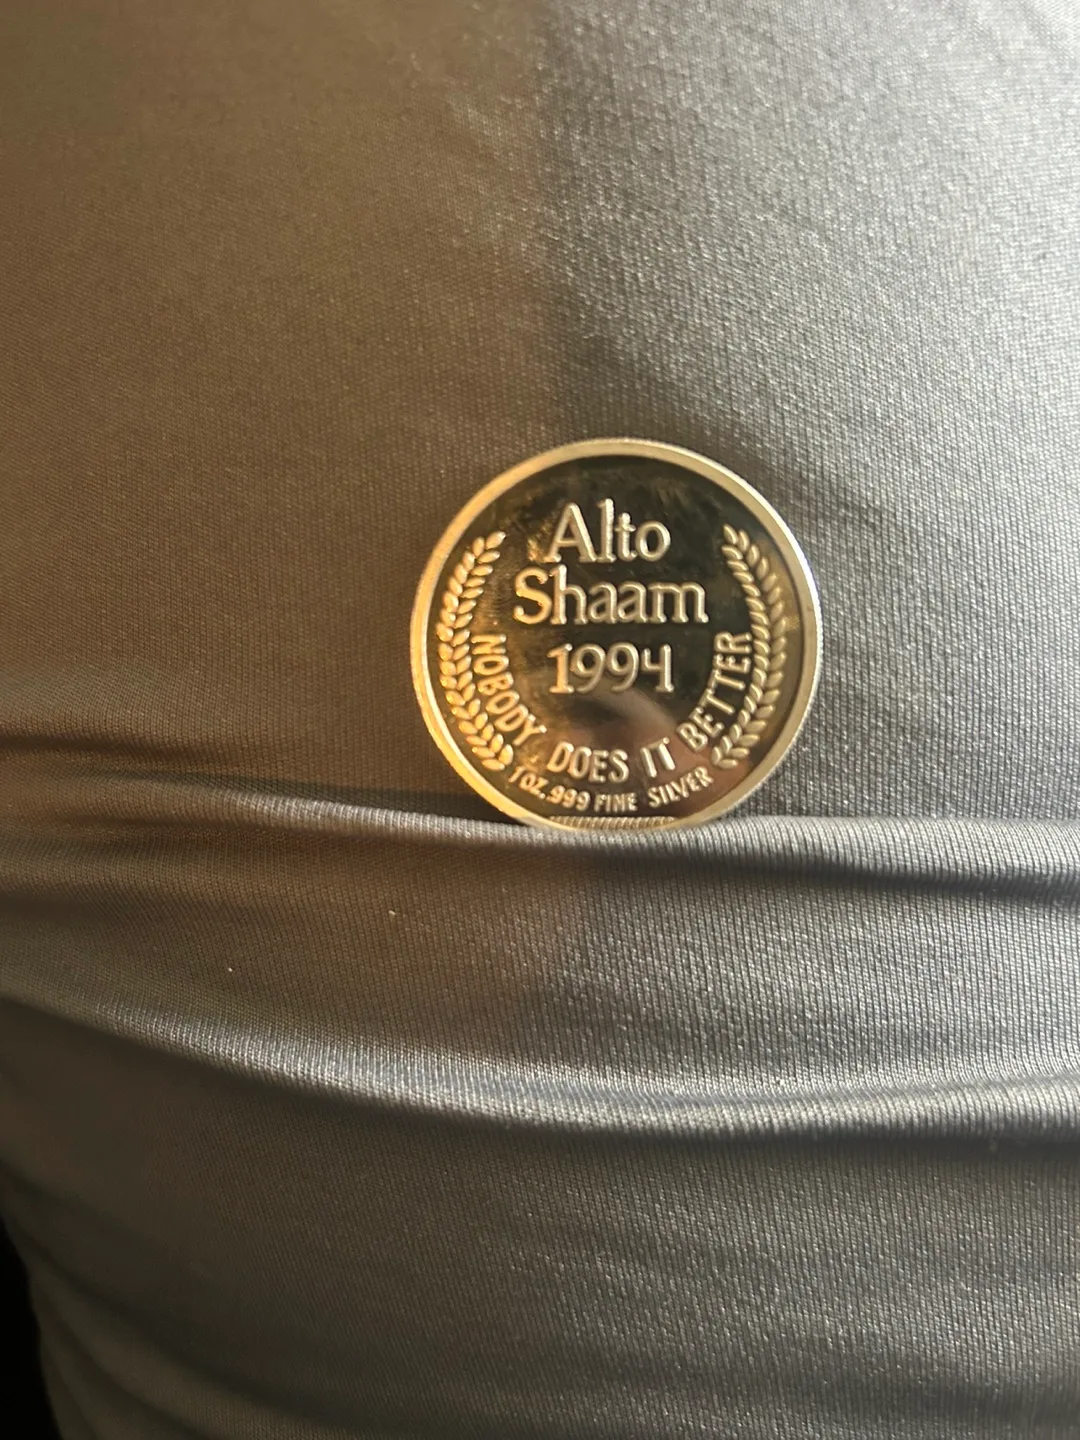 Alto
Shaam
1994
NOBODY DOES IT BETTER
1 OZ. .999 FINE SILVER